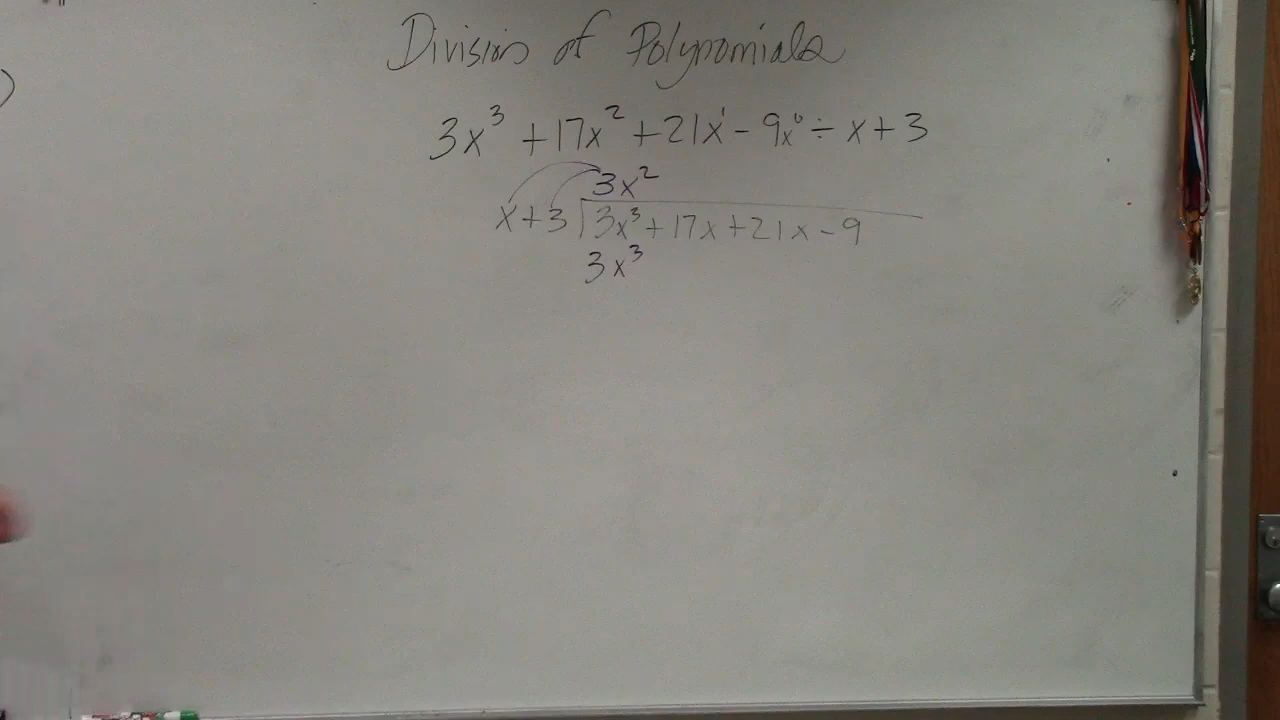 Division of Polynomials
3x³ + 17x² + 21x¹ - 9x⁰ ÷ x + 3
3x²
x + 3 | 3x³ + 17x + 21x - 9
3x³